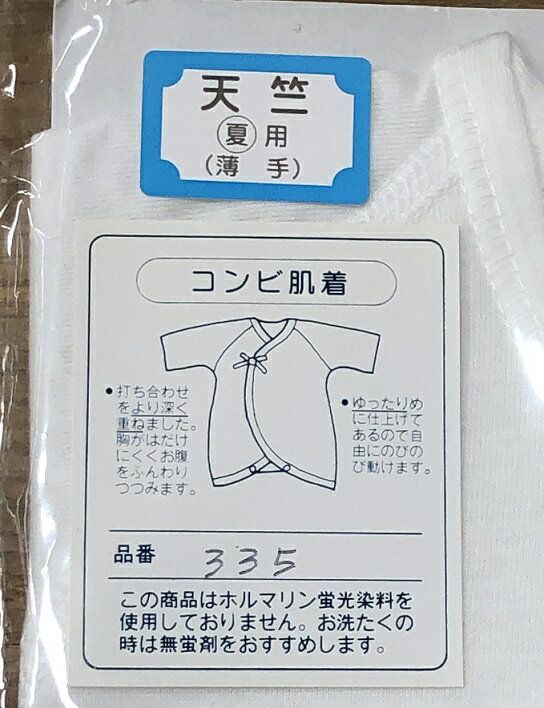 天竺
夏用
(薄手)
コンビ肌着
●打ち合わせ
をより深く
重ねました。
胸がはだけ
にくくお腹
をふんわり
つつみます。
●ゆったりめ
に仕上げて
あるので自
由にのびの
び動けます。
品番 335
この商品はホルマリン蛍光染料を
使用しておりません。お洗たくの
時は無蛍剤をおすすめします。